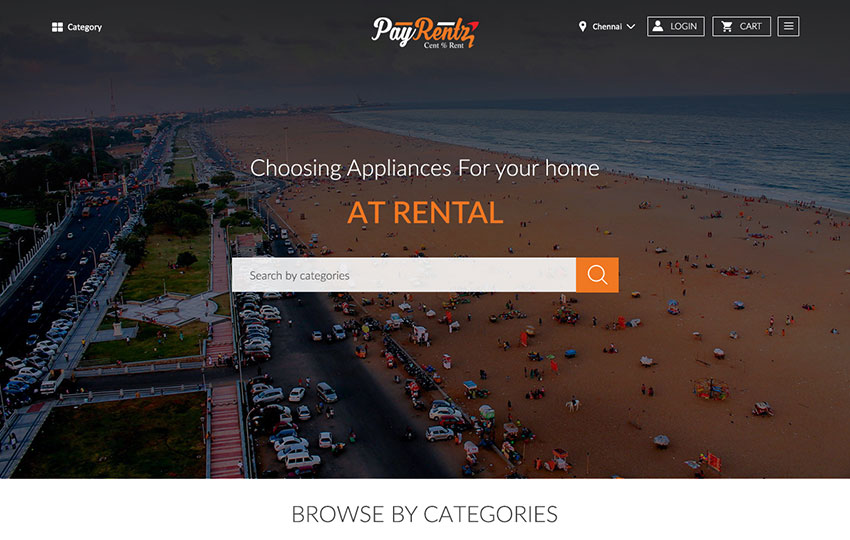 Category
PayRentz
Cent % Rent
Chennai
LOGIN
CART
Choosing Appliances For your home
AT RENTAL
Search by categories
BROWSE BY CATEGORIES